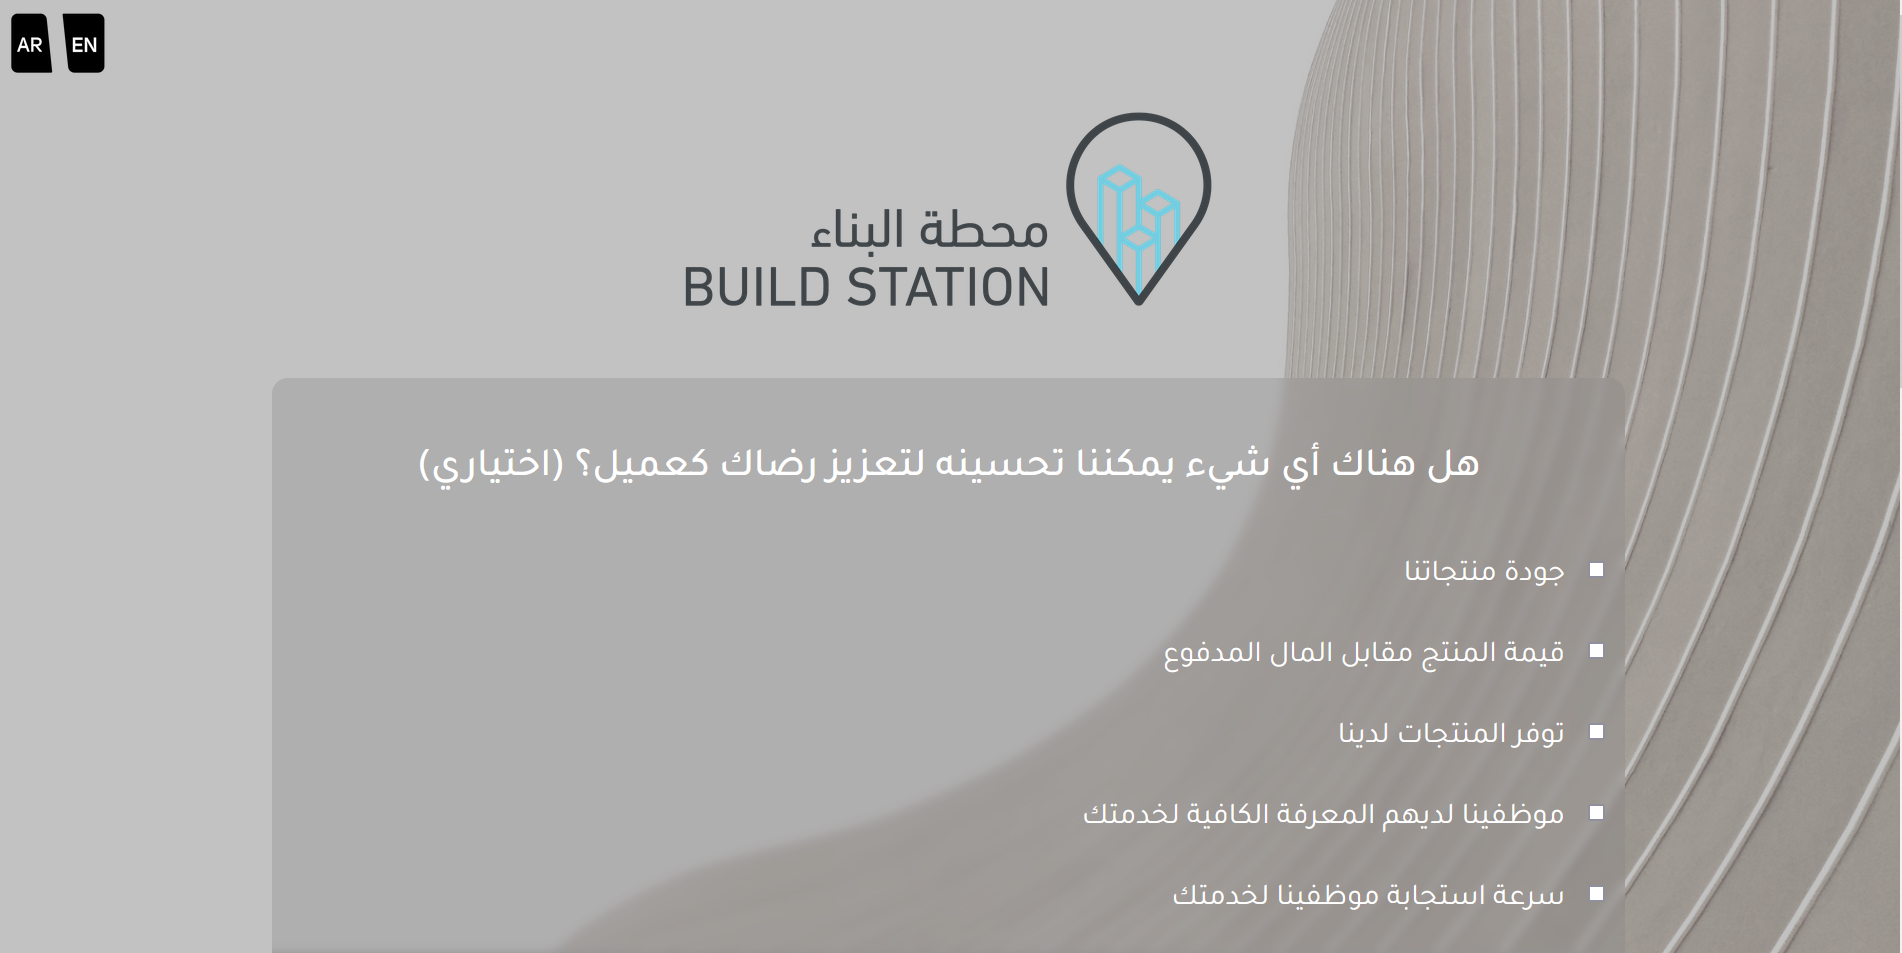 AR
EN
محطة البناء
BUILD STATION
هل هناك أي شيء يمكننا تحسينه لتعزيز رضاك كعميل؟ (اختياري)
جودة منتجاتنا
قيمة المنتج مقابل المال المدفوع
توفر المنتجات لدينا
موظفينا لديهم المعرفة الكافية لخدمتك
سرعة استجابة موظفينا لخدمتك